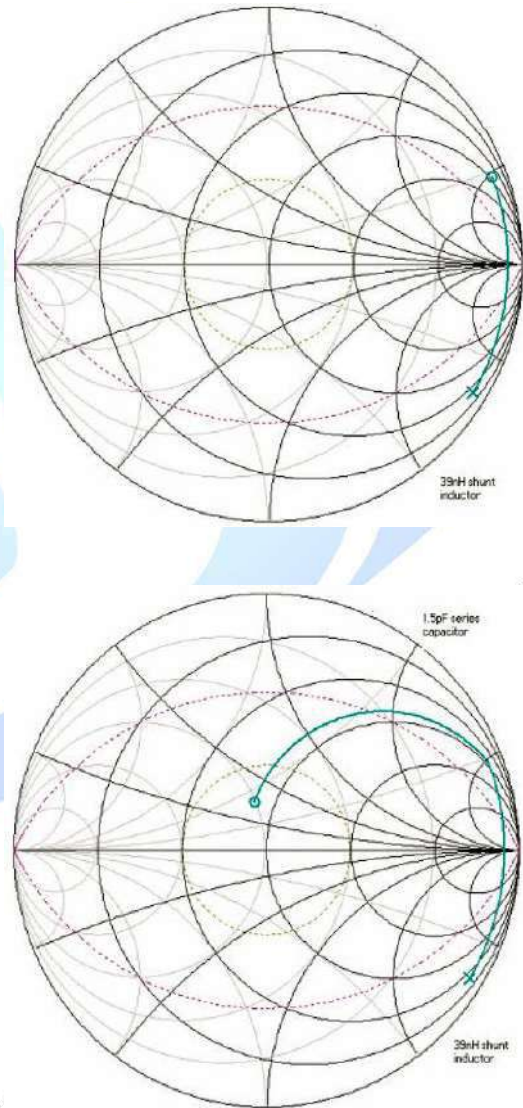 39nH shunt
inductor
1.5pF series
capacitor
39nH shunt
inductor